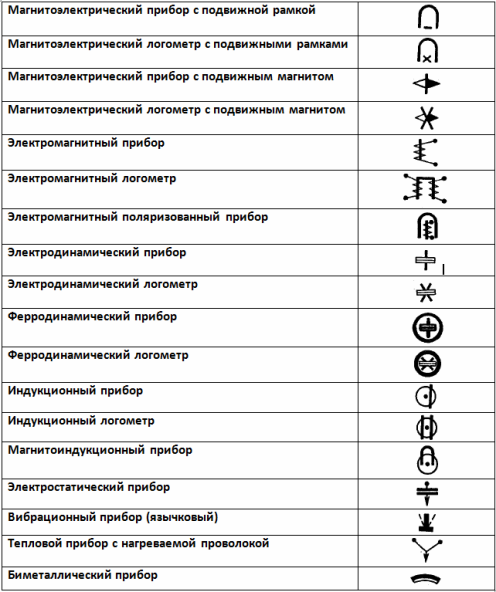 Магнитоэлектрический прибор с подвижной рамкой
Магнитоэлектрический логометр с подвижными рамками
Магнитоэлектрический прибор с подвижным магнитом
Магнитоэлектрический логометр с подвижным магнитом
Электромагнитный прибор
Электромагнитный логометр
Электромагнитный поляризованный прибор
Электродинамический прибор
Электродинамический логометр
Ферродинамический прибор
Ферродинамический логометр
Индукционный прибор
Индукционный логометр
Магнитоиндукционный прибор
Электростатический прибор
Вибрационный прибор (язычковый)
Тепловой прибор с нагреваемой проволокой
Биметаллический прибор